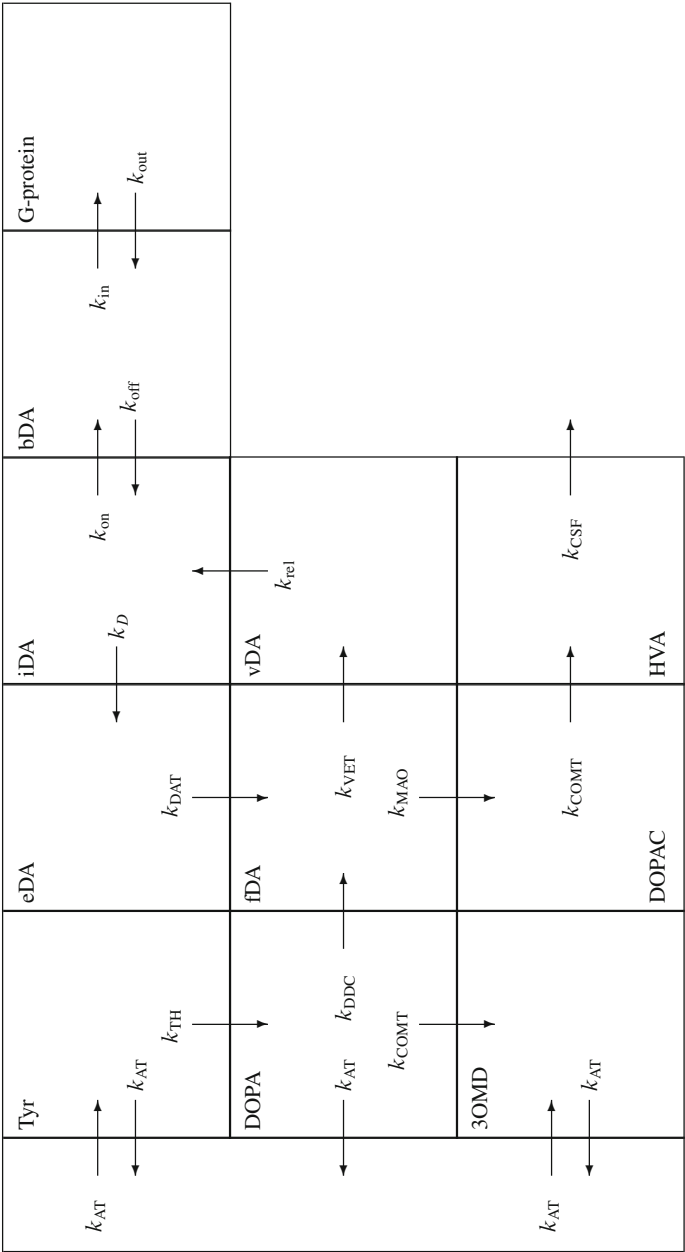 G-protein
k_out
k_in
bDA
k_off
k_on
iDA
k_D
vDA
k_rel
k_CSF
HVA
eDA
k_DAT
fDA
k_VET
k_MAO
k_COMT
DOPAC
Tyr
k_TH
k_AT
k_AT
DOPA
k_DDC
k_AT
k_COMT
3OMD
k_AT
k_AT